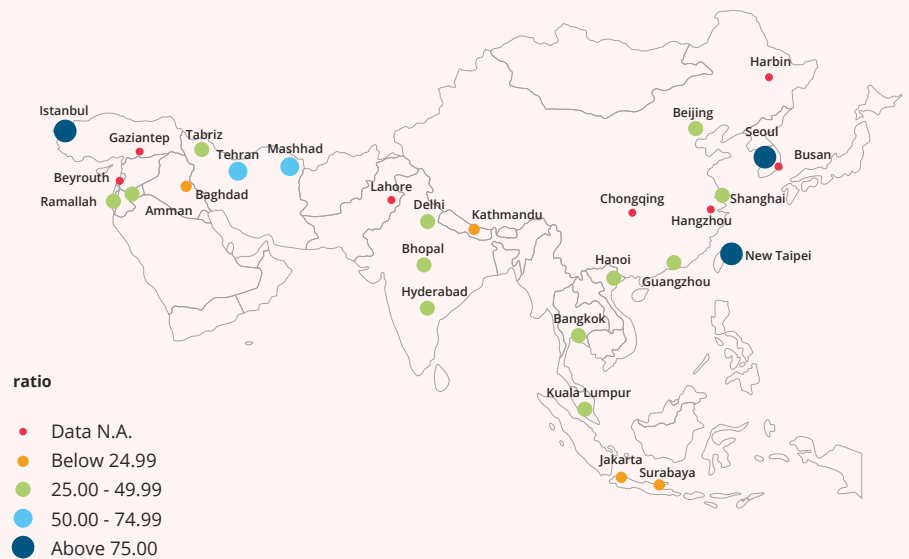 Harbin
Istanbul
Beijing
Gaziantep
Tabriz
Seoul
Tehran
Mashhad
Busan
Beyrouth
Lahore
Baghdad
Ramallah
Chongqing
Shanghai
Delhi
Amman
Kathmandu
Hangzhou
Bhopal
New Taipei
Hanoi
Guangzhou
Hyderabad
Bangkok
ratio
Kuala Lumpur
Data N.A.
Below 24.99
Jakarta
Surabaya
25.00 - 49.99
50.00 - 74.99
Above 75.00